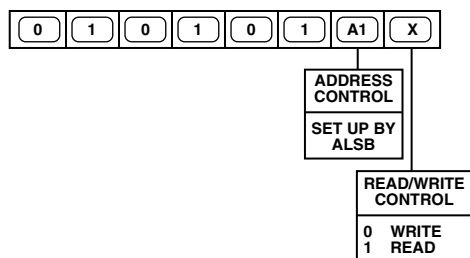 0 1 0 1 0 1 A1 X
ADDRESS
CONTROL
SET UP BY
ALSB
READ/WRITE
CONTROL
0 WRITE
1 READ